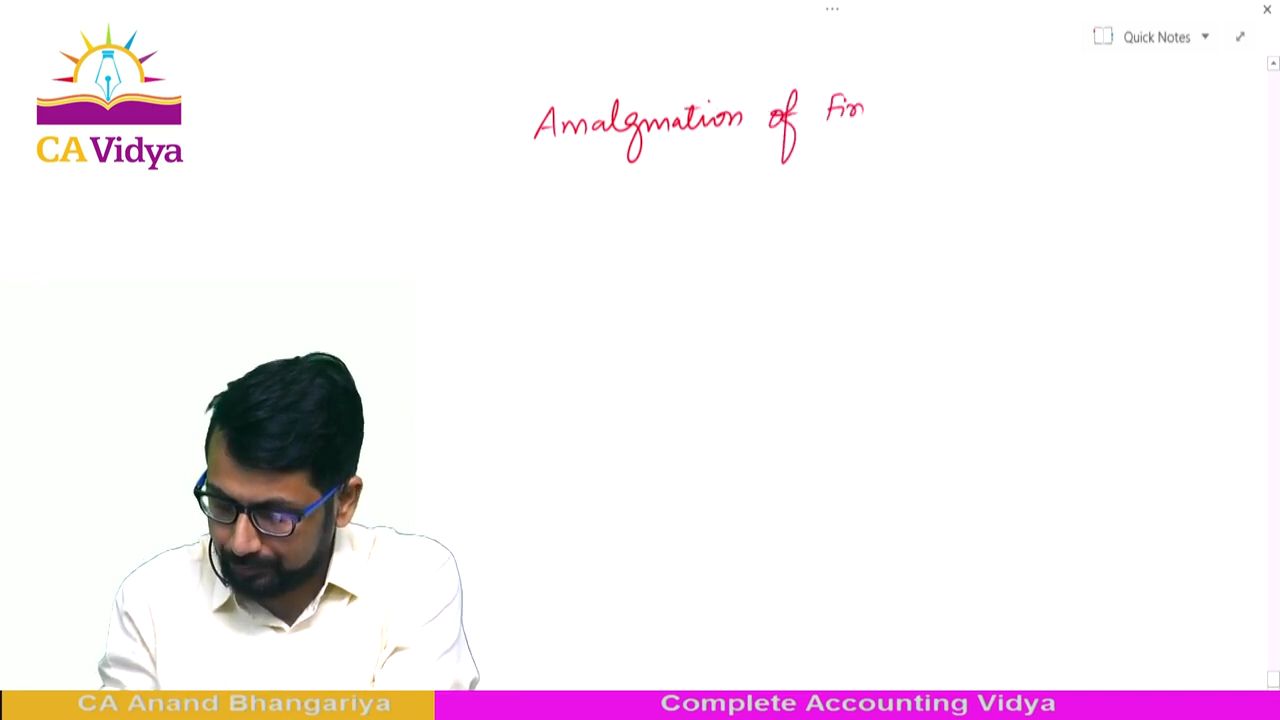 ...
Quick Notes
Amalgmation of Fir
CA Vidya
CA Anand Bhangariya
Complete Accounting Vidya